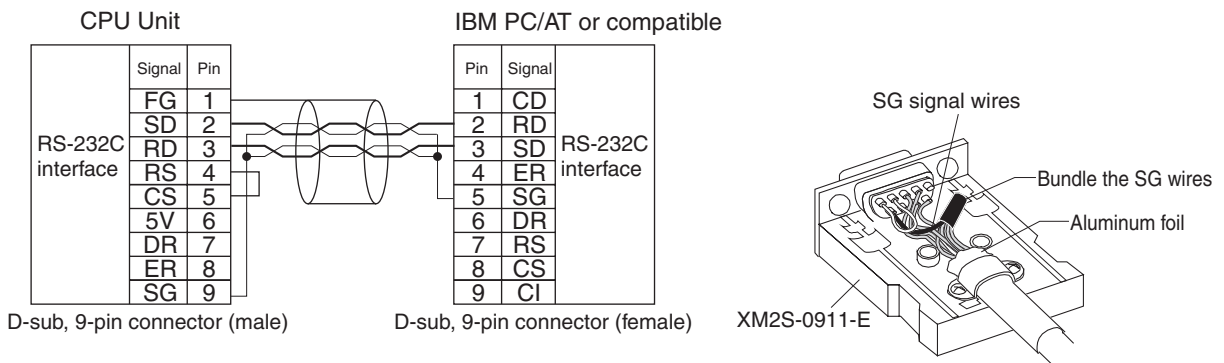 CPU Unit
IBM PC/AT or compatible
RS-232C
interface
Signal Pin
FG 1
SD 2
RD 3
RS 4
CS 5
5V 6
DR 7
ER 8
SG 9
Pin Signal
1 CD
2 RD
3 SD
4 ER
5 SG
6 DR
7 RS
8 CS
9 CI
RS-232C
interface
D-sub, 9-pin connector (male)
D-sub, 9-pin connector (female)
SG signal wires
Bundle the SG wires
Aluminum foil
XM2S-0911-E